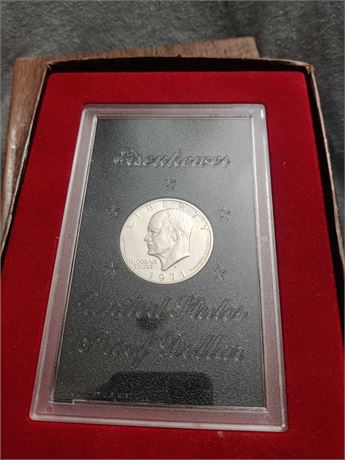 Eisenhower
LIBERTY
IN GOD WE
TRUST
1971
United States
Proof Dollar